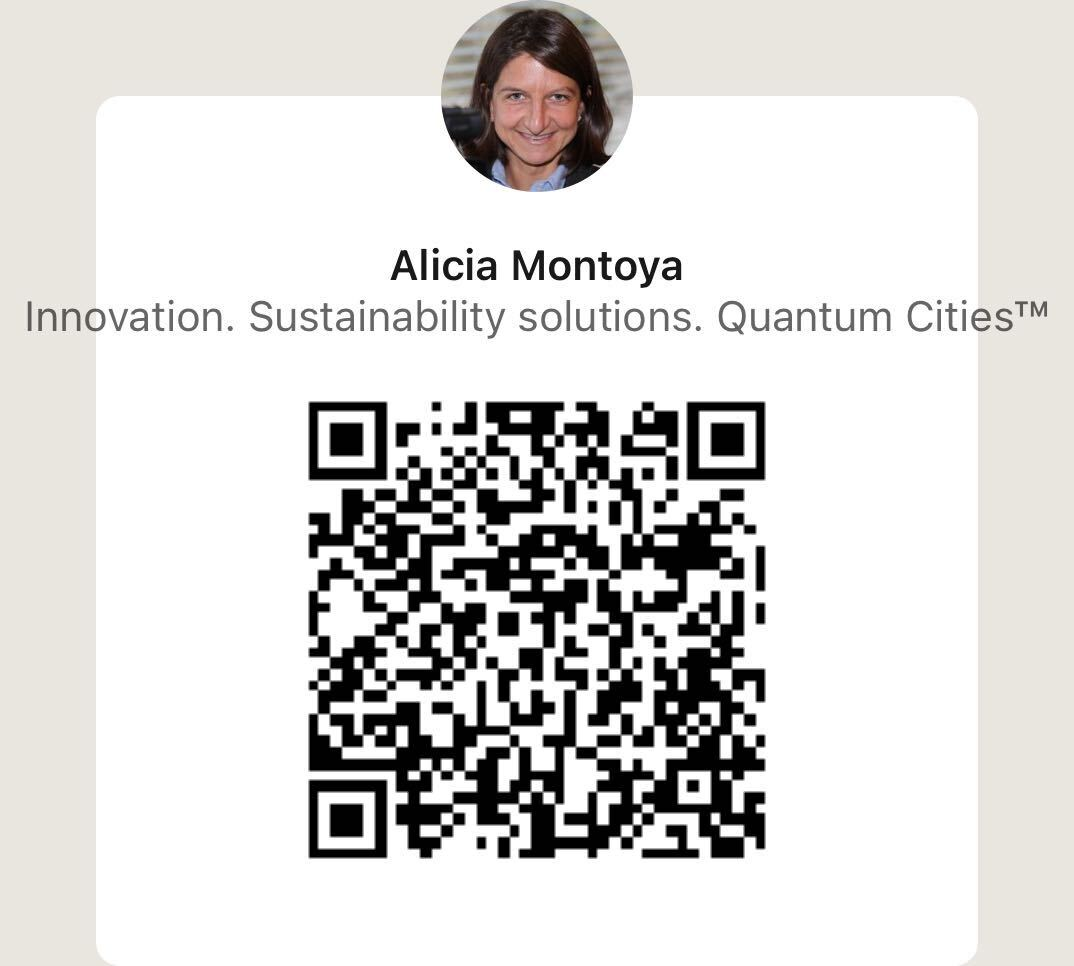 Alicia Montoya
Innovation. Sustainability solutions. Quantum Cities™